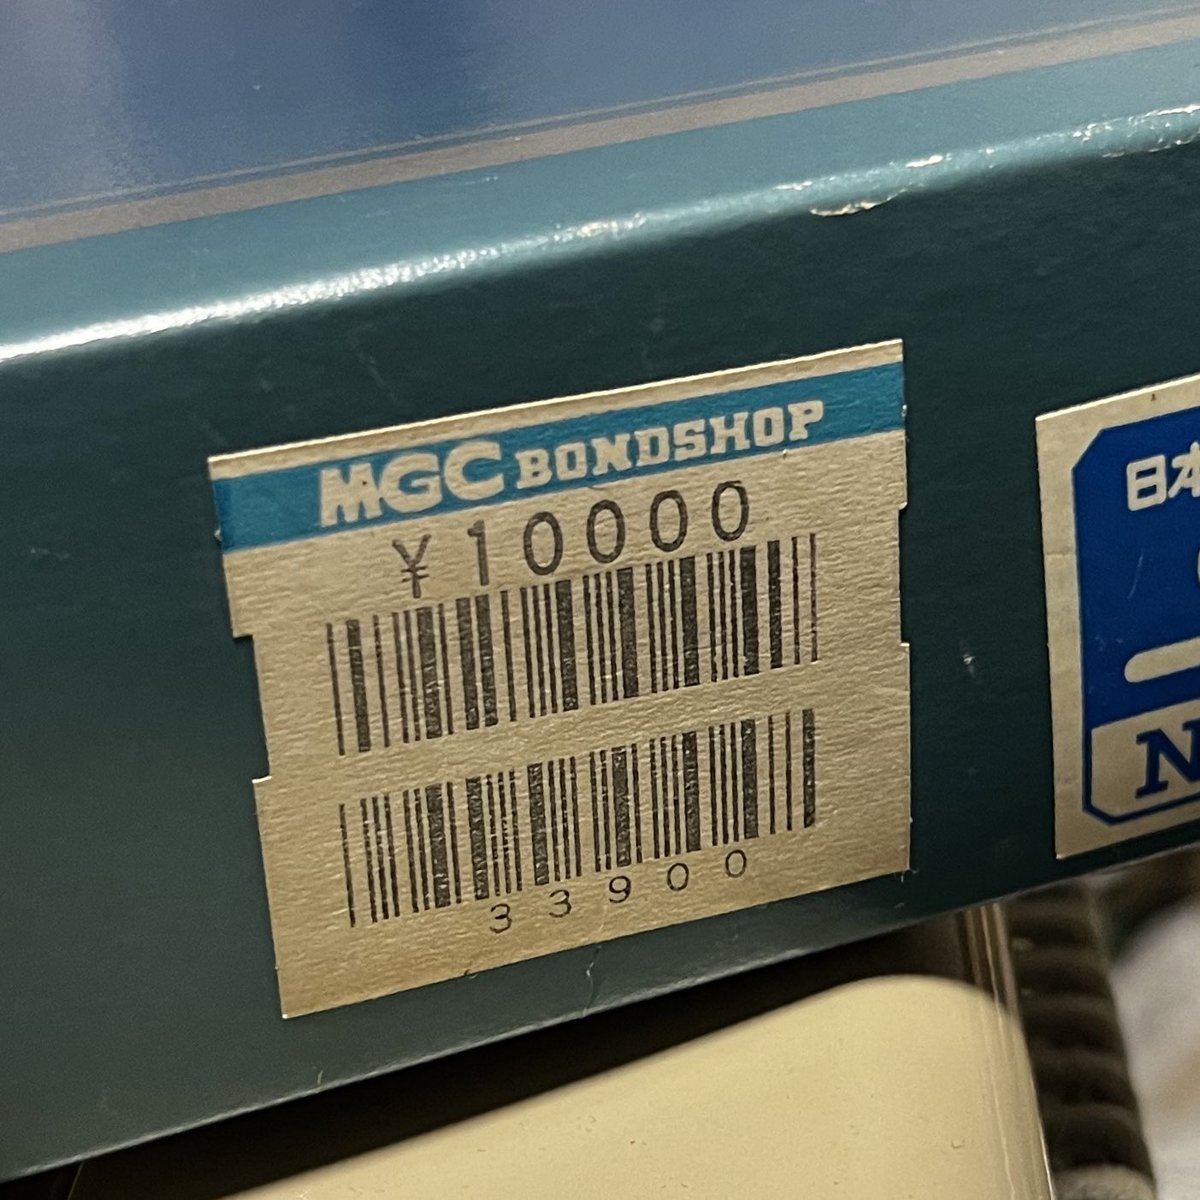 MGC BONDSHOP
¥10000
33900
日本
N